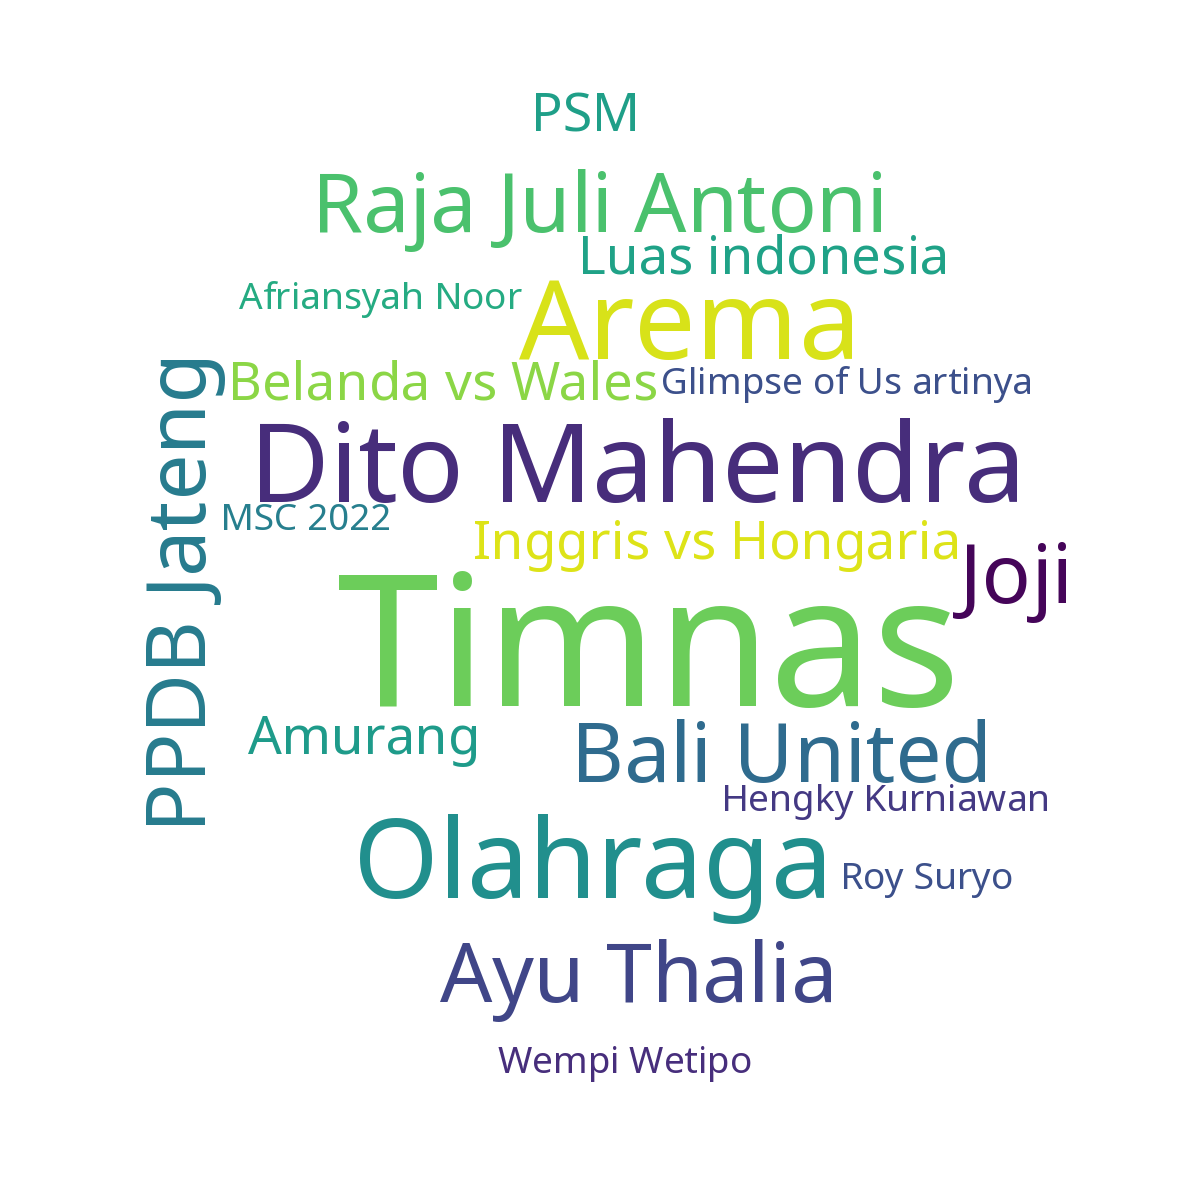 PSM
Raja Juli Antoni
Luas indonesia
Afriansyah Noor
Arema
Belanda vs Wales
Glimpse of Us artinya
PPDB Jateng
Dito Mahendra
MSC 2022
Inggris vs Hongaria
Joji
Timnas
Amurang
Bali United
Hengky Kurniawan
Olahraga
Roy Suryo
Ayu Thalia
Wempi Wetipo